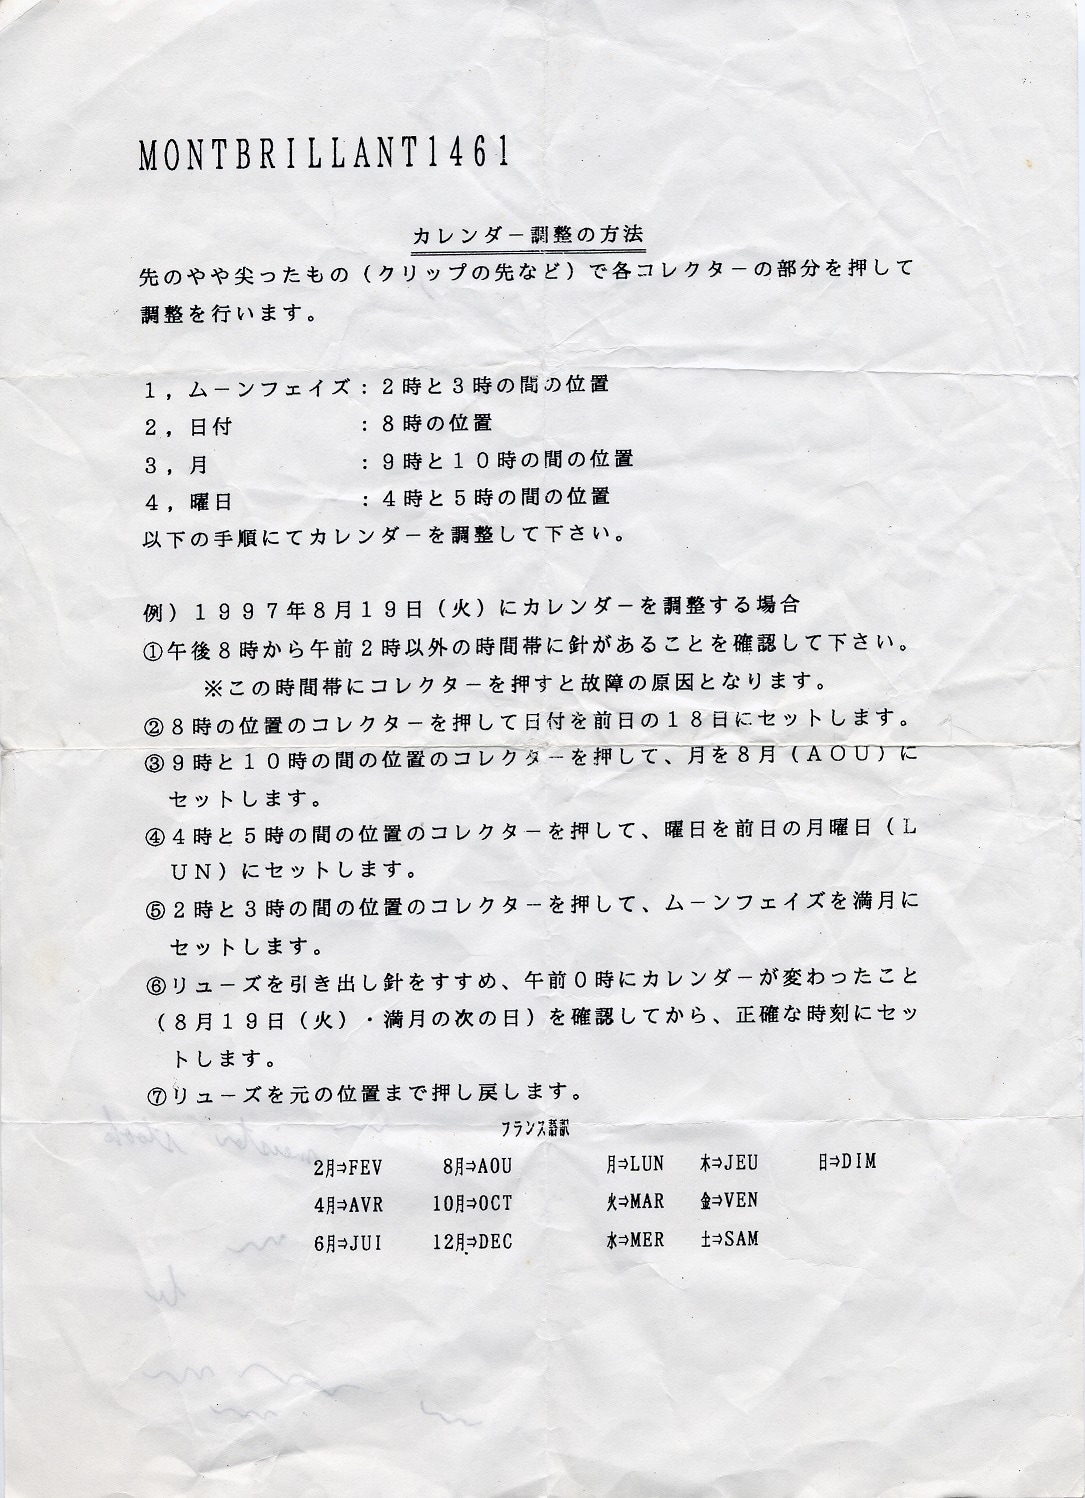 MONTBRILLANT1461
カレンダー調整の方法
先のやや尖ったもの（クリップの先など）で各コレクターの部分を押して
調整を行います。
1，ムーンフェイズ：2時と3時の間の位置
2，日付　　　　　：8時の位置
3，月　　　　　　：9時と10時の間の位置
4，曜日　　　　　：4時と5時の間の位置
以下の手順にてカレンダーを調整して下さい。
例）1997年8月19日（火）にカレンダーを調整する場合
①午後8時から午前2時以外の時間帯に針があることを確認して下さい。
※この時間帯にコレクターを押すと故障の原因となります。
②8時の位置のコレクターを押して日付を前日の18日にセットします。
③9時と10時の間の位置のコレクターを押して、月を8月（AOU）に
セットします。
④4時と5時の間の位置のコレクターを押して、曜日を前日の月曜日（L
UN）にセットします。
⑤2時と3時の間の位置のコレクターを押して、ムーンフェイズを満月に
セットします。
⑥リューズを引き出し針をすすめ、午前0時にカレンダーが変わったこと
（8月19日（火）・満月の次の日）を確認してから、正確な時刻にセッ
トします。
⑦リューズを元の位置まで押し戻します。
フランス語訳
2月⇒FEV　8月⇒AOU　月⇒LUN　木⇒JEU　日⇒DIM
4月⇒AVR　10月⇒OCT　火⇒MAR　金⇒VEN
6月⇒JUI　12月⇒DEC　水⇒MER　土⇒SAM